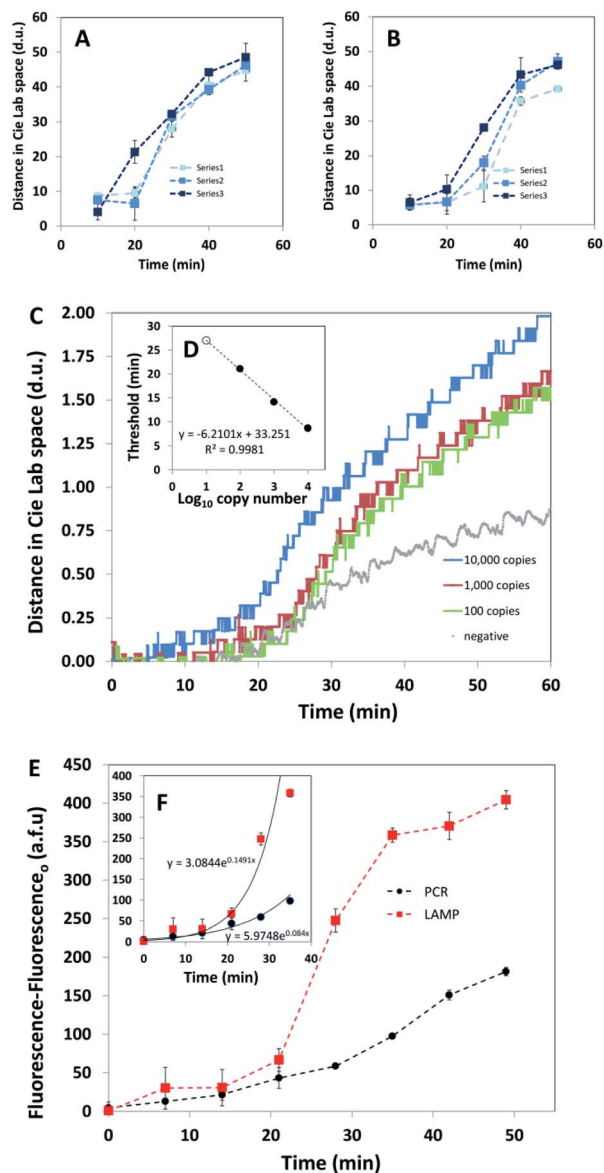 A
Distance in Cie Lab space (d.u.)
60
50
40
30
20
10
0
Series1
Series2
Series3
0 20 40 60
Time (min)
B
Distance in Cie Lab space (d.u.)
60
50
40
30
20
10
0
Series1
Series2
Series3
0 20 40 60
Time (min)
C
Distance in Cie Lab space (d.u.)
2.00
1.75
1.50
1.25
1.00
0.75
0.50
0.25
0.00
D
Threshold (min)
30
25
20
15
10
5
0
y = -6.2101x + 33.251
R² = 0.9981
0 1 2 3 4 5
Log₁₀ copy number
10,000 copies
1,000 copies
100 copies
negative
0 10 20 30 40 50 60
Time (min)
E
Fluorescence-Fluorescenceₒ (a.f.u)
450
400
350
300
250
200
150
100
50
0
F
400
350
300
250
200
150
100
50
0
y = 3.0844e^0.1491x
y = 5.9748e^0.084x
0 10 20 30 40
Time (min)
PCR
LAMP
0 10 20 30 40 50
Time (min)